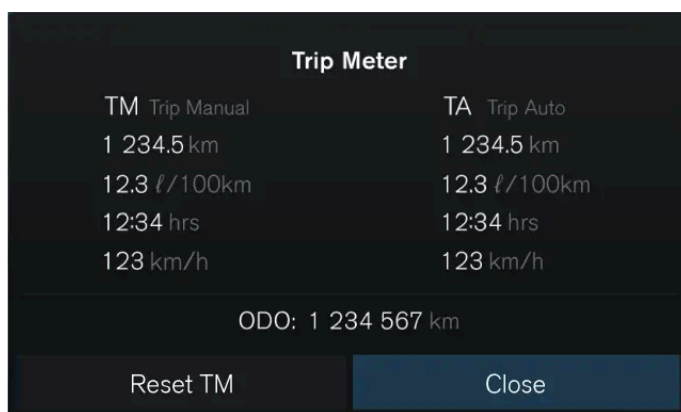 Trip Meter
TM Trip Manual
1 234.5 km
12.3 ℓ/100km
12:34 hrs
123 km/h
TA Trip Auto
1 234.5 km
12.3 ℓ/100km
12:34 hrs
123 km/h
ODO: 1 234 567 km
Reset TM
Close